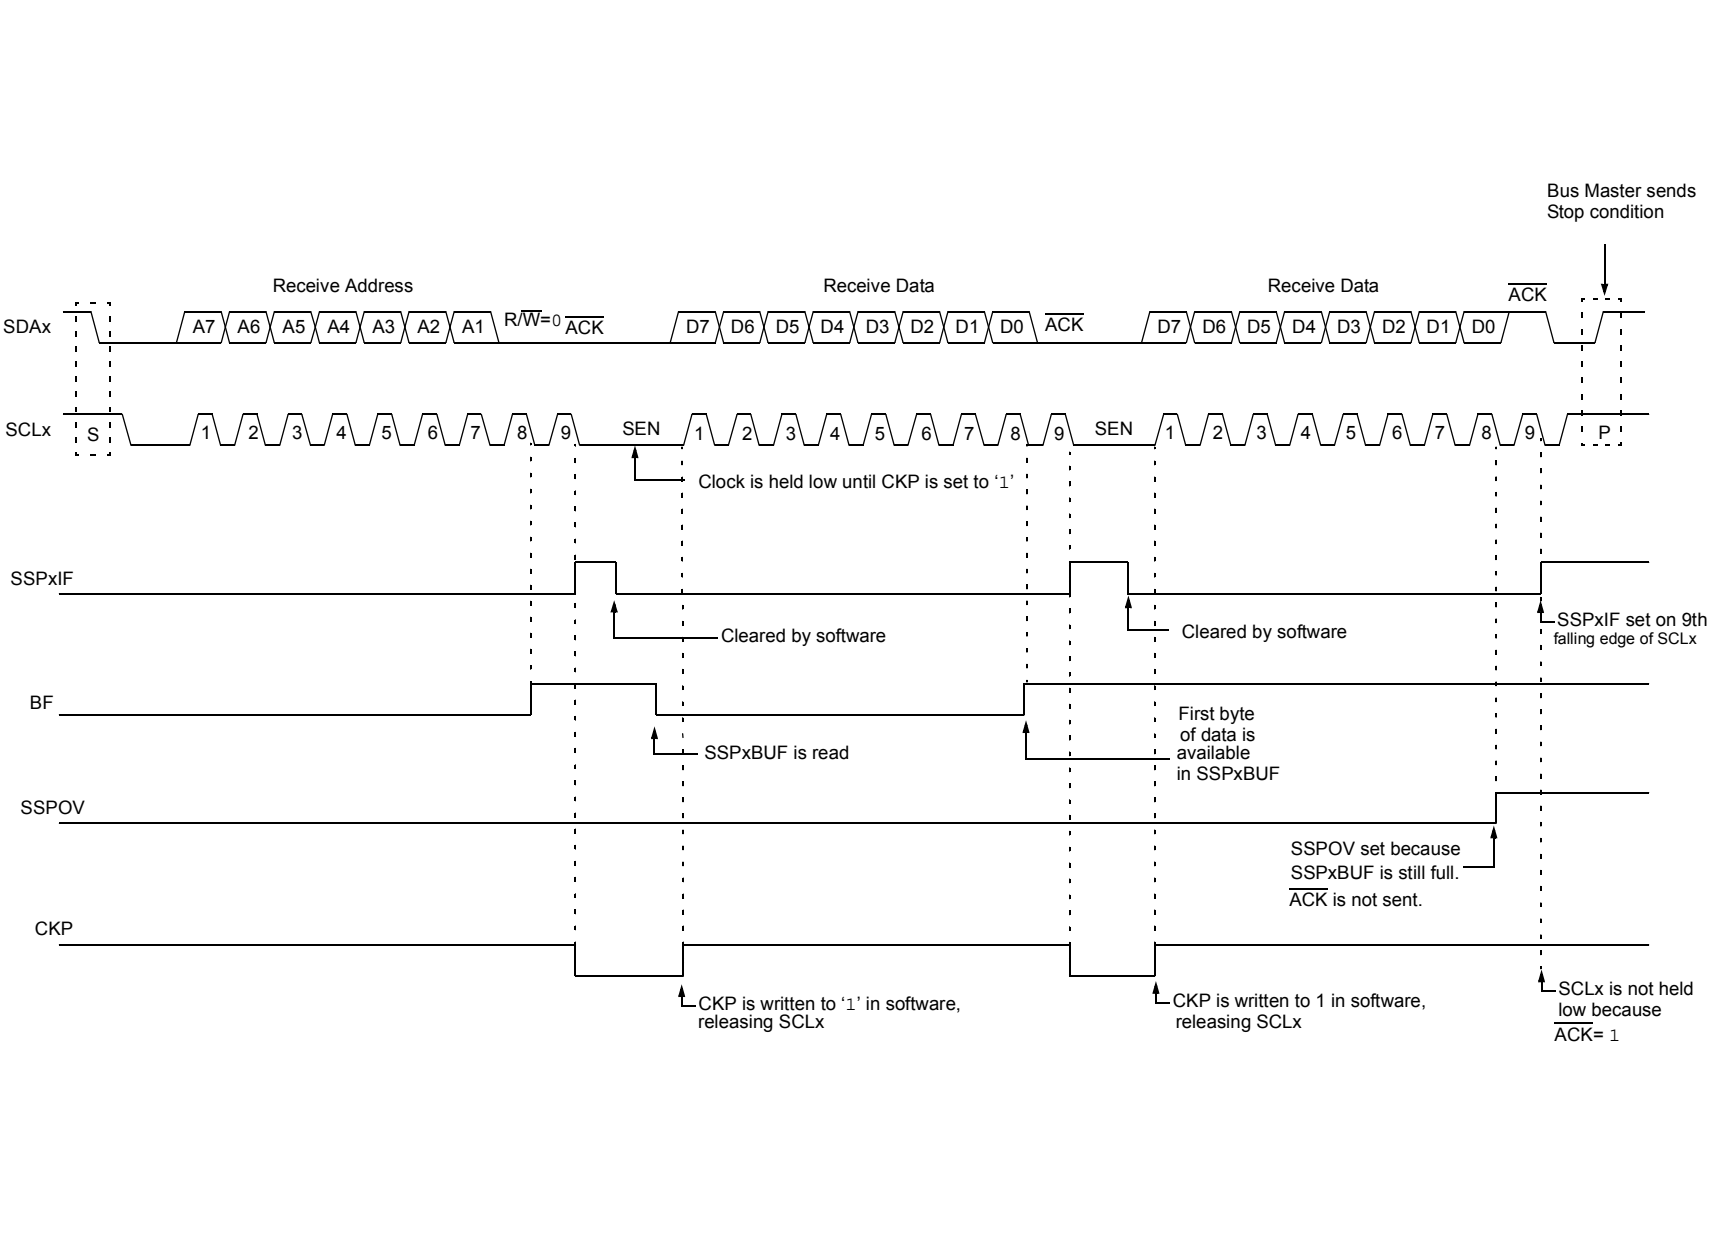 Bus Master sends
Stop condition
Receive Address
Receive Data
Receive Data
ACK
SDAx
A7 A6 A5 A4 A3 A2 A1 R/W=0 ACK
D7 D6 D5 D4 D3 D2 D1 D0 ACK
D7 D6 D5 D4 D3 D2 D1 D0
SCLx
S
1 2 3 4 5 6 7 8 9 SEN
1 2 3 4 5 6 7 8 9 SEN
1 2 3 4 5 6 7 8 9 P
Clock is held low until CKP is set to ‘1’
SSPxIF
Cleared by software
Cleared by software
SSPxIF set on 9th
falling edge of SCLx
BF
SSPxBUF is read
First byte
of data is
available
in SSPxBUF
SSPOV
SSPOV set because
SSPxBUF is still full.
ACK is not sent.
CKP
CKP is written to ‘1’ in software,
releasing SCLx
CKP is written to 1 in software,
releasing SCLx
SCLx is not held
low because
ACK= 1